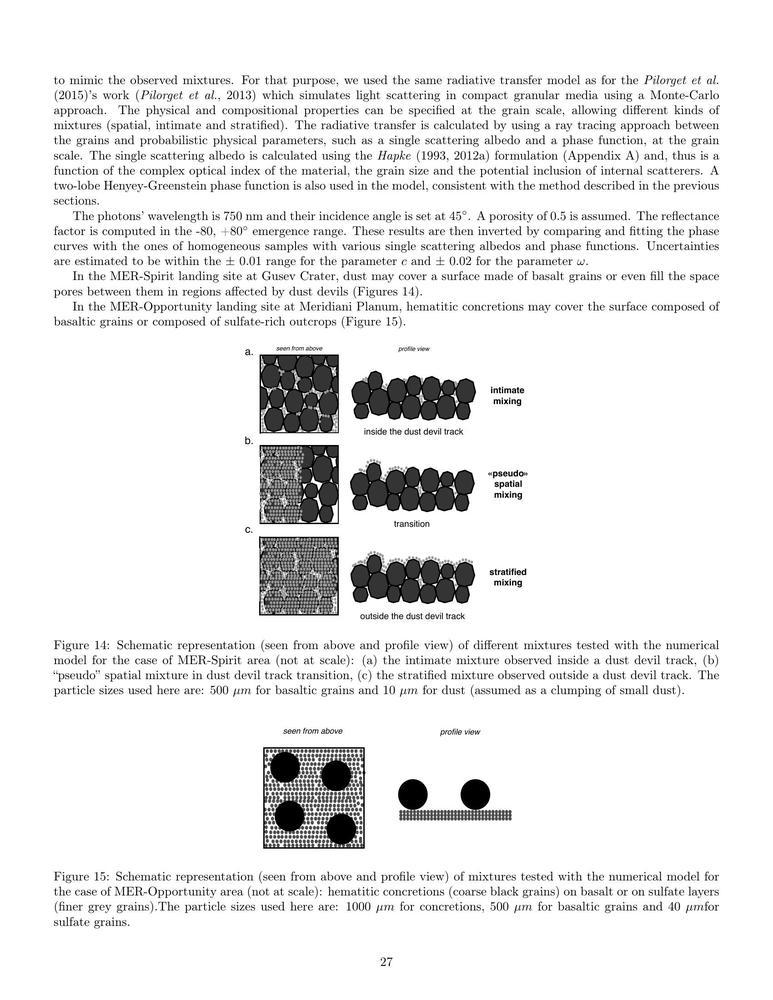 to mimic the observed mixtures. For that purpose, we used the same radiative transfer model as for the Pilorget et al.
(2015)'s work (Pilorget et al., 2013) which simulates light scattering in compact granular media using a Monte-Carlo
approach. The physical and compositional properties can be specified at the grain scale, allowing different kinds of
mixtures (spatial, intimate and stratified). The radiative transfer is calculated by using a ray tracing approach between
the grains and probabilistic physical parameters, such as a single scattering albedo and a phase function, at the grain
scale. The single scattering albedo is calculated using the Hapke (1993, 2012a) formulation (Appendix A) and, thus is a
function of the complex optical index of the material, the grain size and the potential inclusion of internal scatterers. A
two-lobe Henyey-Greenstein phase function is also used in the model, consistent with the method described in the previous
sections.
The photons' wavelength is 750 nm and their incidence angle is set at 45°. A porosity of 0.5 is assumed. The reflectance
factor is computed in the -80, +80° emergence range. These results are then inverted by comparing and fitting the phase
curves with the ones of homogeneous samples with various single scattering albedos and phase functions. Uncertainties
are estimated to be within the ± 0.01 range for the parameter c and ± 0.02 for the parameter ω.
In the MER-Spirit landing site at Gusev Crater, dust may cover a surface made of basalt grains or even fill the space
pores between them in regions affected by dust devils (Figures 14).
In the MER-Opportunity landing site at Meridiani Planum, hematitic concretions may cover the surface composed of
basaltic grains or composed of sulfate-rich outcrops (Figure 15).
seen from above profile view
a.
intimate
mixing
inside the dust devil track
b.
«pseudo»
spatial
mixing
transition
c.
stratified
mixing
outside the dust devil track
Figure 14: Schematic representation (seen from above and profile view) of different mixtures tested with the numerical
model for the case of MER-Spirit area (not at scale): (a) the intimate mixture observed inside a dust devil track, (b)
“pseudo” spatial mixture in dust devil track transition, (c) the stratified mixture observed outside a dust devil track. The
particle sizes used here are: 500 μm for basaltic grains and 10 μm for dust (assumed as a clumping of small dust).
seen from above profile view
Figure 15: Schematic representation (seen from above and profile view) of mixtures tested with the numerical model for
the case of MER-Opportunity area (not at scale): hematitic concretions (coarse black grains) on basalt or on sulfate layers
(finer grey grains).The particle sizes used here are: 1000 μm for concretions, 500 μm for basaltic grains and 40 μmfor
sulfate grains.
27